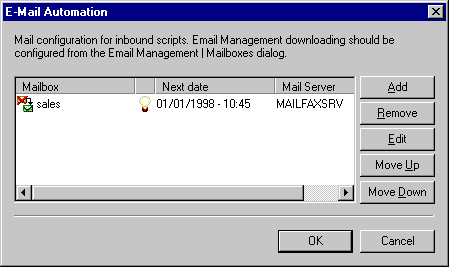 E-Mail Automation
Mail configuration for inbound scripts. Email Management downloading should be
configured from the Email Management | Mailboxes dialog.
Mailbox Next date Mail Server
sales 01/01/1998 - 10:45 MAILFAXSRV
Add
Remove
Edit
Move Up
Move Down
OK Cancel